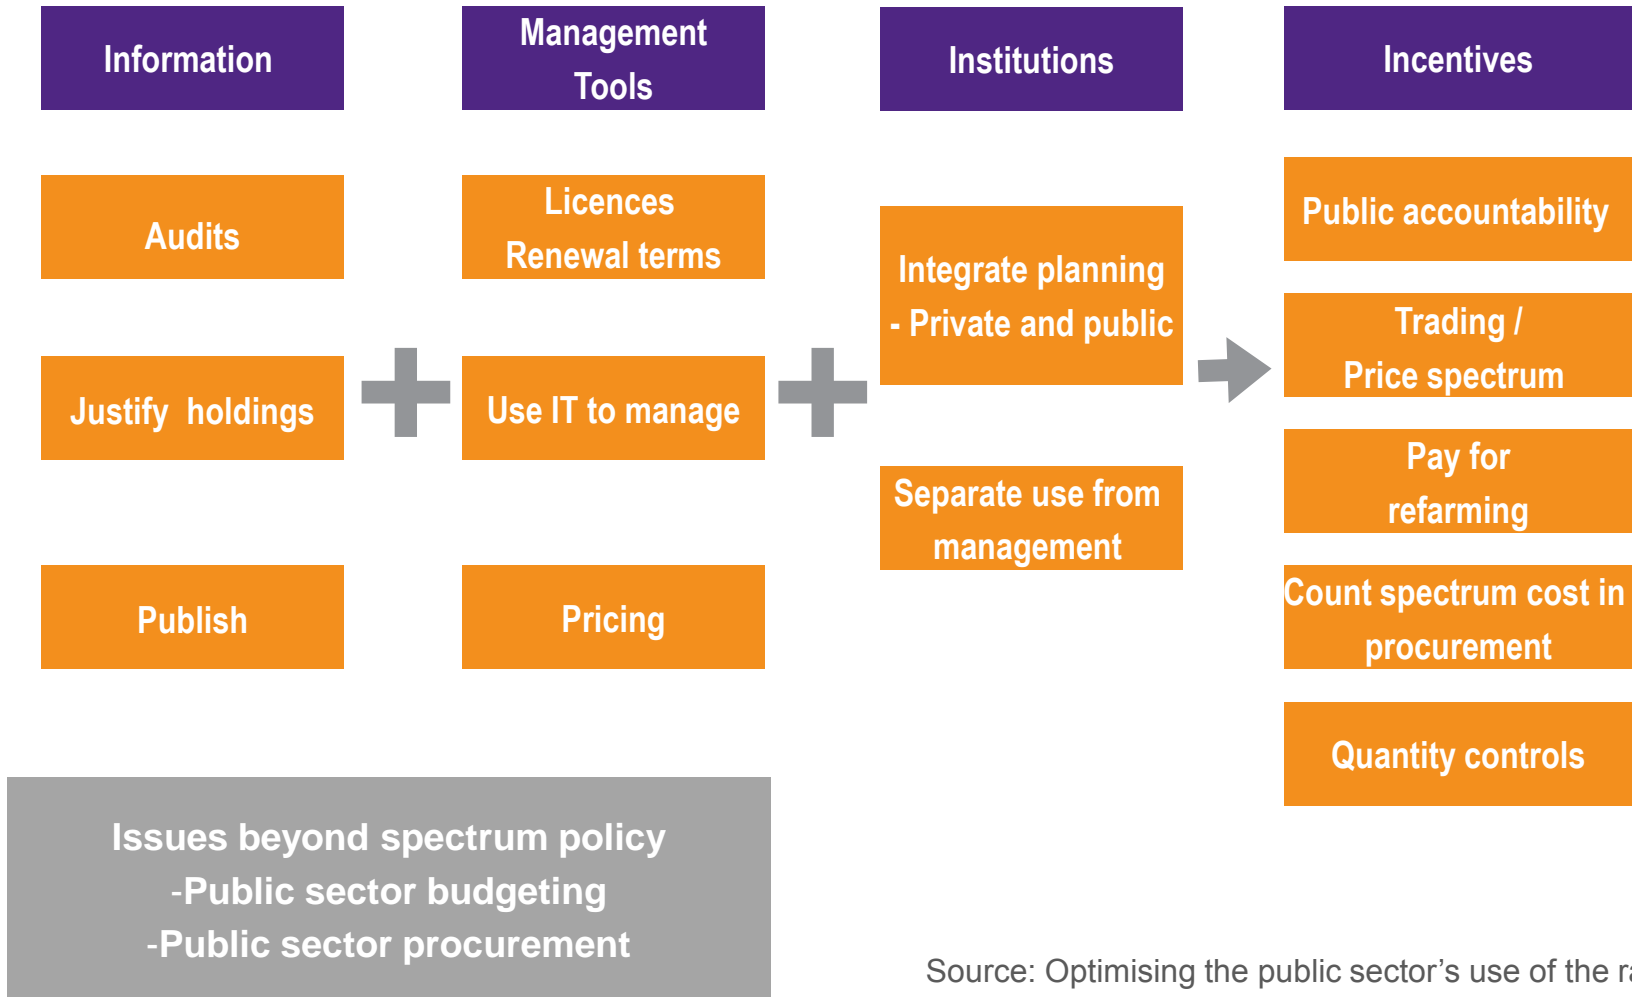 Information
Audits
Justify holdings
Publish
Management
Tools
Licences
Renewal terms
Use IT to manage
Pricing
Institutions
Integrate planning
- Private and public
Separate use from
management
Incentives
Public accountability
Trading /
Price spectrum
Pay for
refarming
Count spectrum cost in
procurement
Quantity controls
Issues beyond spectrum policy
-Public sector budgeting
-Public sector procurement
Source: Optimising the public sector’s use of the